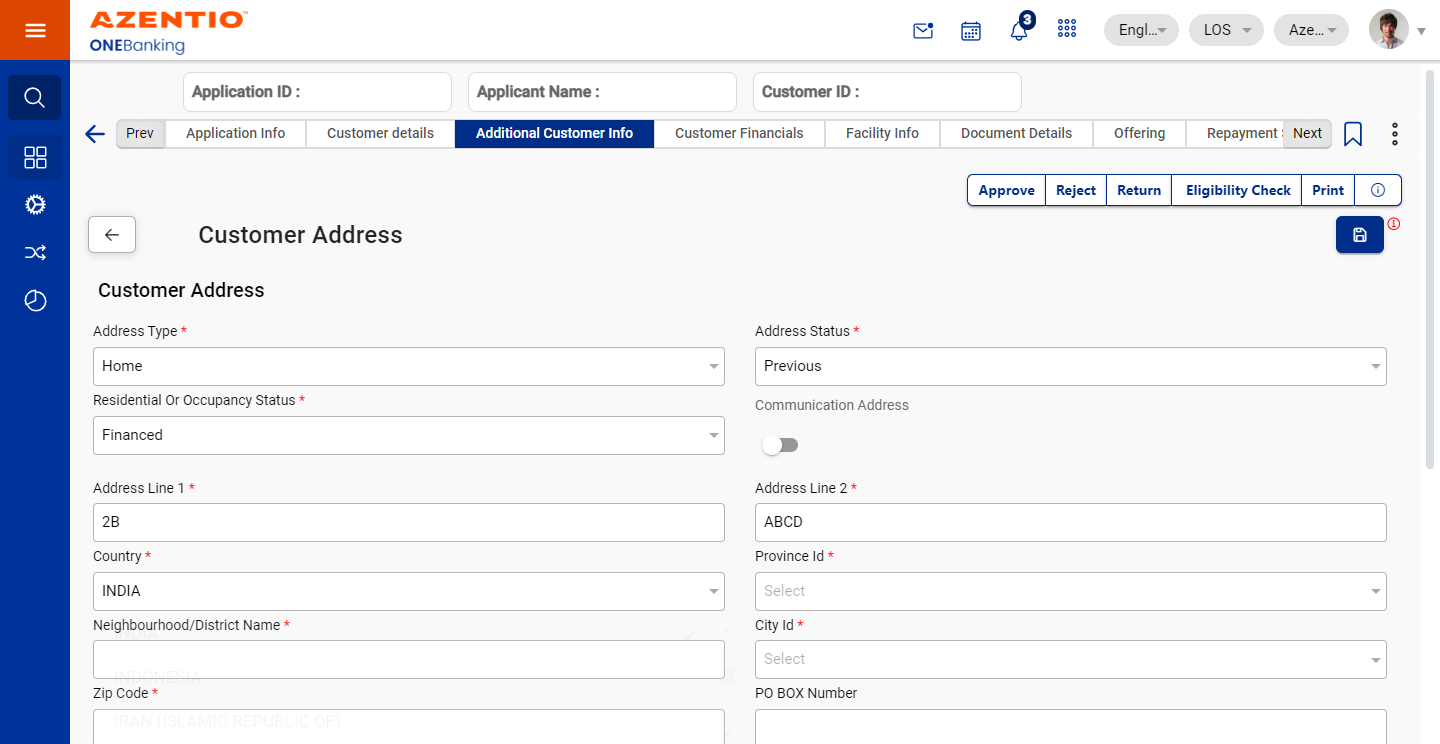 AZENTIO™
ONEBanking
3
Engl...
LOS
Aze...
Application ID :
Applicant Name :
Customer ID :
Prev
Application Info
Customer details
Additional Customer Info
Customer Financials
Facility Info
Document Details
Offering
Repayment
Next
Approve
Reject
Return
Eligibility Check
Print
Customer Address
Customer Address
Address Type *
Address Status *
Home
Previous
Residential Or Occupancy Status *
Communication Address
Financed
Address Line 1 *
Address Line 2 *
2B
ABCD
Country *
Province Id *
INDIA
Select
Neighbourhood/District Name *
City Id *
INDIA
Select
INDONESIA
Zip Code *
PO BOX Number
IRAN (ISLAMIC REPUBLIC OF)